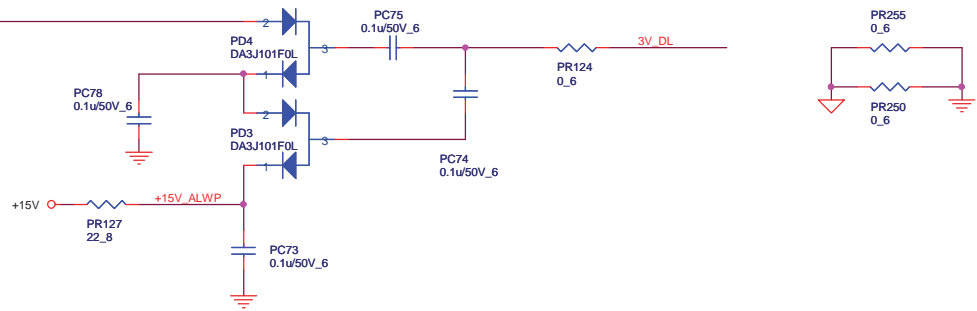 PC75
0.1u/50V_6
PR255
0_6
2
PD4
DA3J101F0L
3
3V_DL
1
PR124
0_6
PC78
0.1u/50V_6
PR250
0_6
2
PD3
DA3J101F0L
3
1
PC74
0.1u/50V_6
+15V
+15V_ALWP
PR127
22_8
PC73
0.1u/50V_6